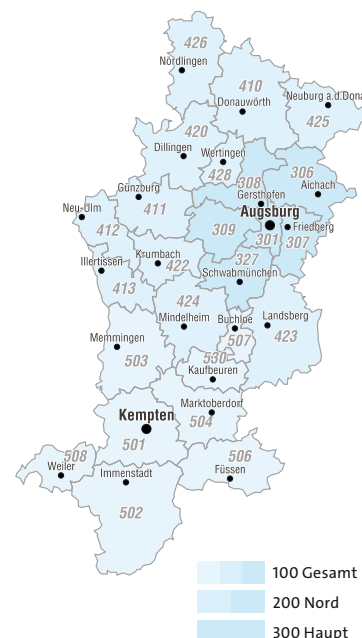 426
Nördlingen
410
Donauwörth
Neuburg a.d.Dona
425
420
Dillingen
Wertingen
428
308
306
Aichach
Günzburg
Gersthofen
Neu-Ulm
411
Augsburg
412
309
301
Friedberg
307
Illertissen
Krumbach
422
327
413
Schwabmünchen
424
Mindelheim
Buchloe
Landsberg
507
423
Memmingen
503
530
Kaufbeuren
Kempten
Marktoberdorf
504
501
508
Weiler
506
Immenstadt
Füssen
502
100 Gesamt
200 Nord
300 Haupt